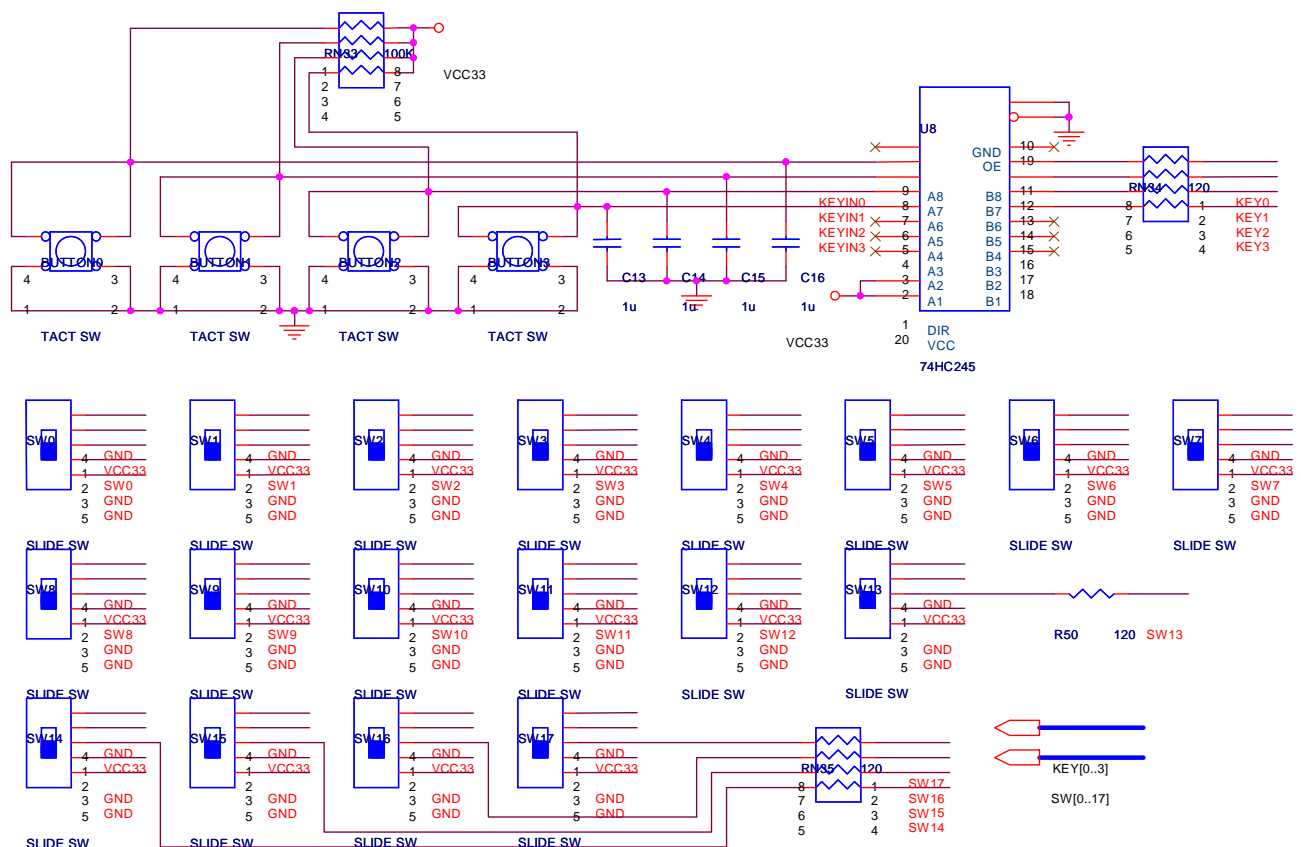 RN33 100K
1 8
2 7
3 6
4 5
VCC33
U8
GND 10
OE 19
9 A8 B8 11
8 A7 B7 12
7 A6 B6 13
6 A5 B5 14
5 A4 B4 15
4 A3 B3 16
3 A2 B2 17
2 A1 B1 18
1 DIR
20 VCC
74HC245
KEYIN0
KEYIN1
KEYIN2
KEYIN3
VCC33
RN34 120
8 1 KEY0
7 2 KEY1
6 3 KEY2
5 4 KEY3
BUTTON0 BUTTON1 BUTTON2 BUTTON3
4 3 4 3 4 3 4 3
1 2 1 2 1 2 1 2
TACT SW TACT SW TACT SW TACT SW
C13 C14 C15 C16
1u 1u 1u 1u
SW0 SW1 SW2 SW3 SW4 SW5 SW6 SW7
4 GND 4 GND 4 GND 4 GND 4 GND 4 GND 4 GND 4 GND
1 VCC33 1 VCC33 1 VCC33 1 VCC33 1 VCC33 1 VCC33 1 VCC33 1 VCC33
2 SW0 2 SW1 2 SW2 2 SW3 2 SW4 2 SW5 2 SW6 2 SW7
3 GND 3 GND 3 GND 3 GND 3 GND 3 GND 3 GND 3 GND
5 GND 5 GND 5 GND 5 GND 5 GND 5 GND 5 GND 5 GND
SLIDE SW SLIDE SW SLIDE SW SLIDE SW SLIDE SW SLIDE SW SLIDE SW SLIDE SW
SW8 SW9 SW10 SW11 SW12 SW13
4 GND 4 GND 4 GND 4 GND 4 GND 4 GND
1 VCC33 1 VCC33 1 VCC33 1 VCC33 1 VCC33 1 VCC33
2 SW8 2 SW9 2 SW10 2 SW11 2 SW12 2 R50 120 SW13
3 GND 3 GND 3 GND 3 GND 3 GND 3 GND
5 GND 5 GND 5 GND 5 GND 5 GND 5 GND
SLIDE SW SLIDE SW SLIDE SW SLIDE SW SLIDE SW SLIDE SW
SW14 SW15 SW16 SW17
4 GND 4 GND 4 GND 4 GND
1 VCC33 1 VCC33 1 VCC33 1 VCC33
2 2 2 2
3 GND 3 GND 3 GND 3 GND
5 GND 5 GND 5 GND 5 GND
SLIDE SW SLIDE SW SLIDE SW SLIDE SW
RN35 120
8 1 SW17
7 2 SW16
6 3 SW15
5 4 SW14
KEY[0..3]
SW[0..17]